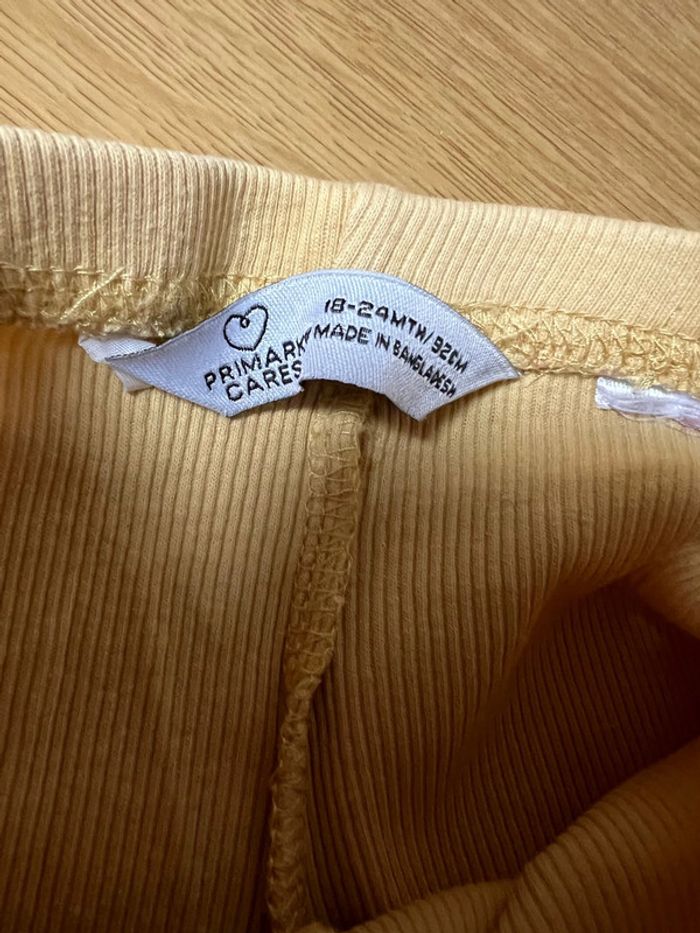 PRIMARK
CARES
18-24MTH/92CM
MADE IN BANGLADESH